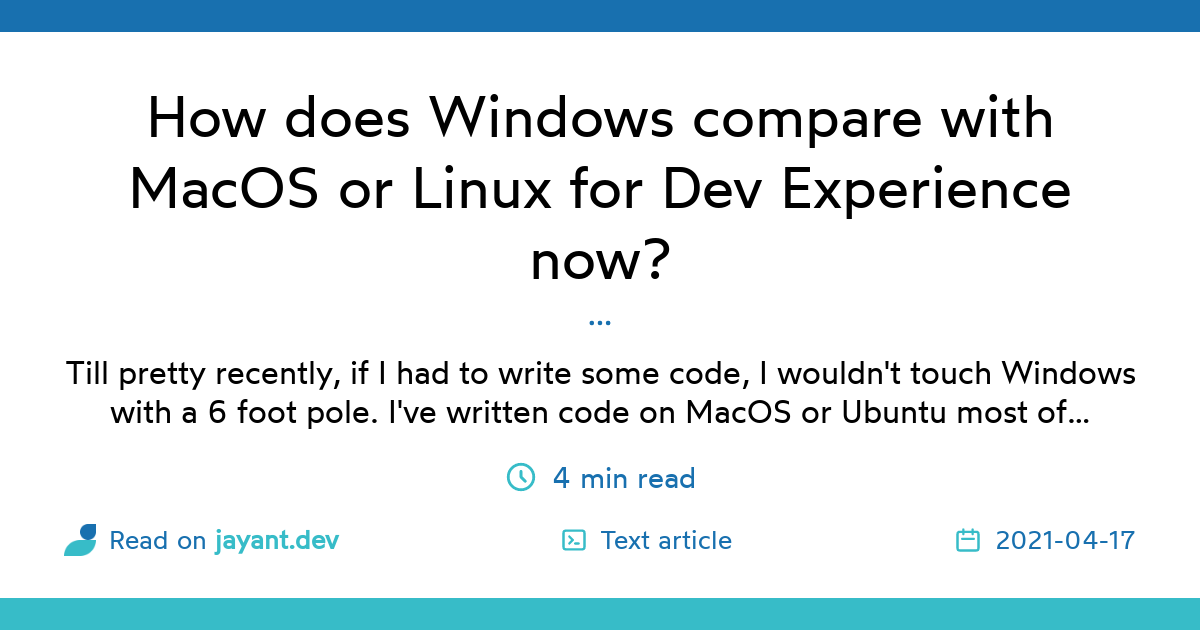 How does Windows compare with
MacOS or Linux for Dev Experience
now?
...
Till pretty recently, if I had to write some code, I wouldn't touch Windows
with a 6 foot pole. I've written code on MacOS or Ubuntu most of...
4 min read
Read on jayant.dev
Text article
2021-04-17